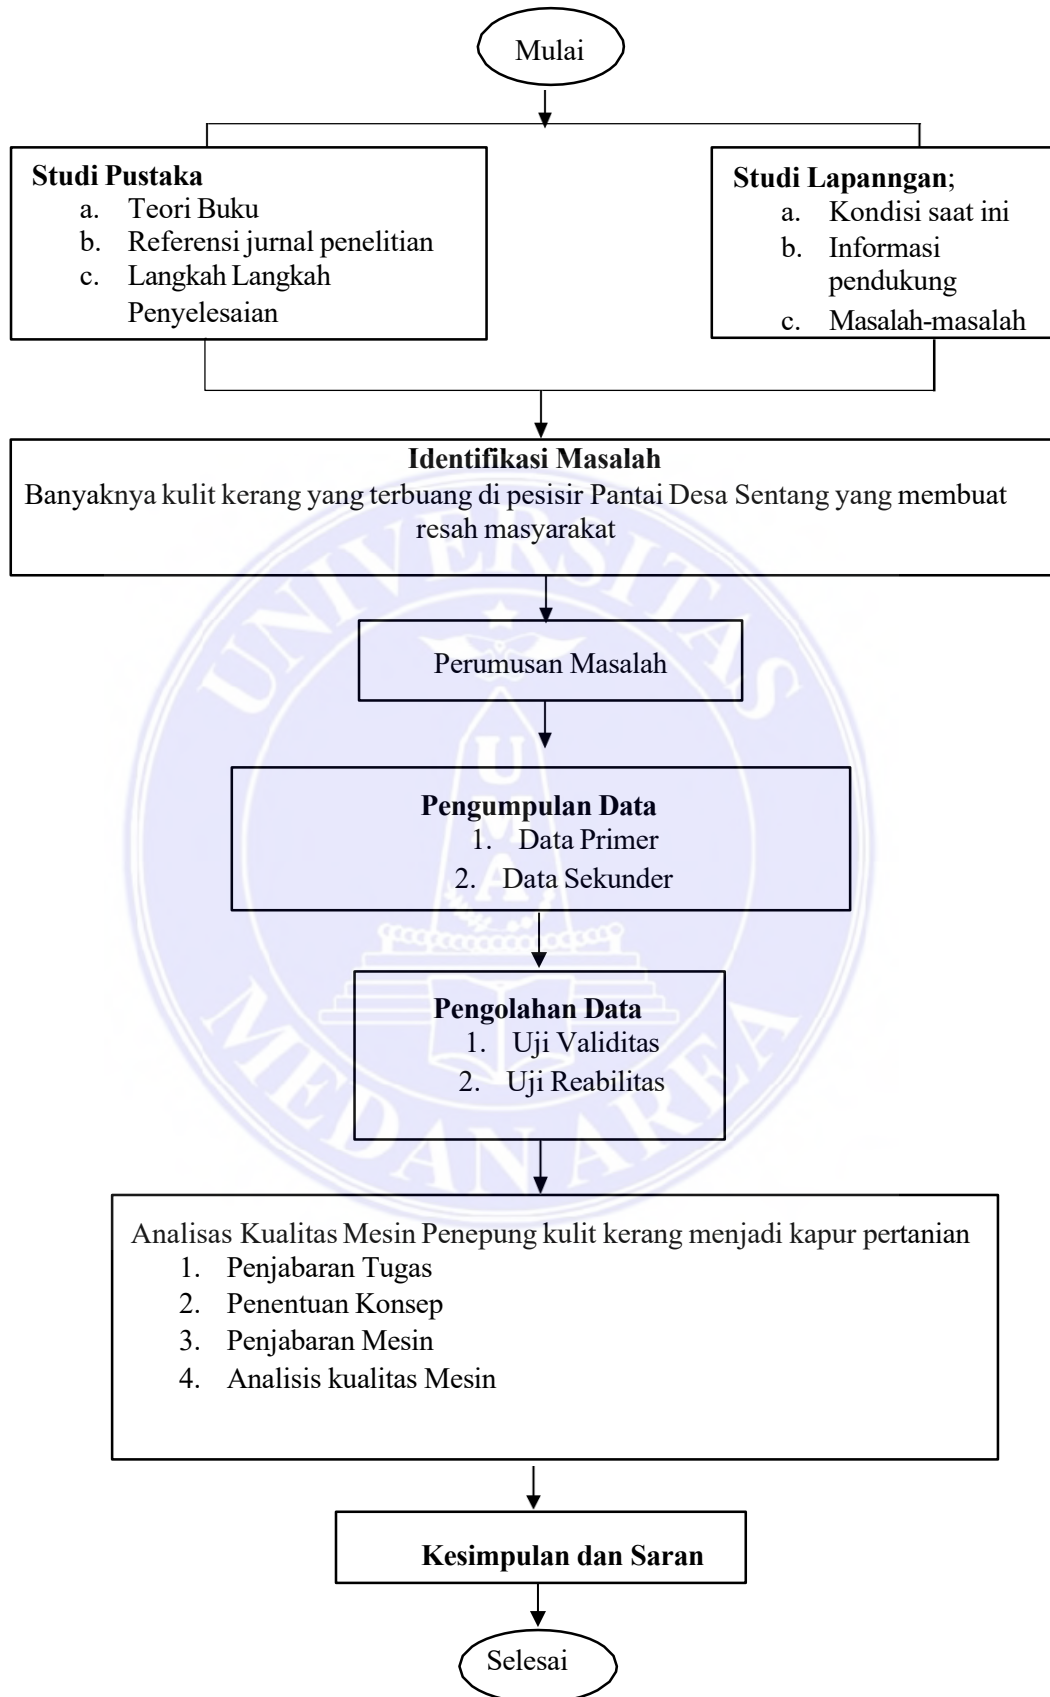 Mulai
Studi Pustaka
a. Teori Buku
b. Referensi jurnal penelitian
c. Langkah Langkah
Penyelesaian
Studi Lapanngan;
a. Kondisi saat ini
b. Informasi
pendukung
c. Masalah-masalah
Identifikasi Masalah
Banyaknya kulit kerang yang terbuang di pesisir Pantai Desa Sentang yang membuat
resah masyarakat
Perumusan Masalah
Pengumpulan Data
1. Data Primer
2. Data Sekunder
Pengolahan Data
1. Uji Validitas
2. Uji Reabilitas
Analisas Kualitas Mesin Penepung kulit kerang menjadi kapur pertanian
1. Penjabaran Tugas
2. Penentuan Konsep
3. Penjabaran Mesin
4. Analisis kualitas Mesin
Kesimpulan dan Saran
Selesai
UNIVERSITAS
UMA
MEDAN AREA